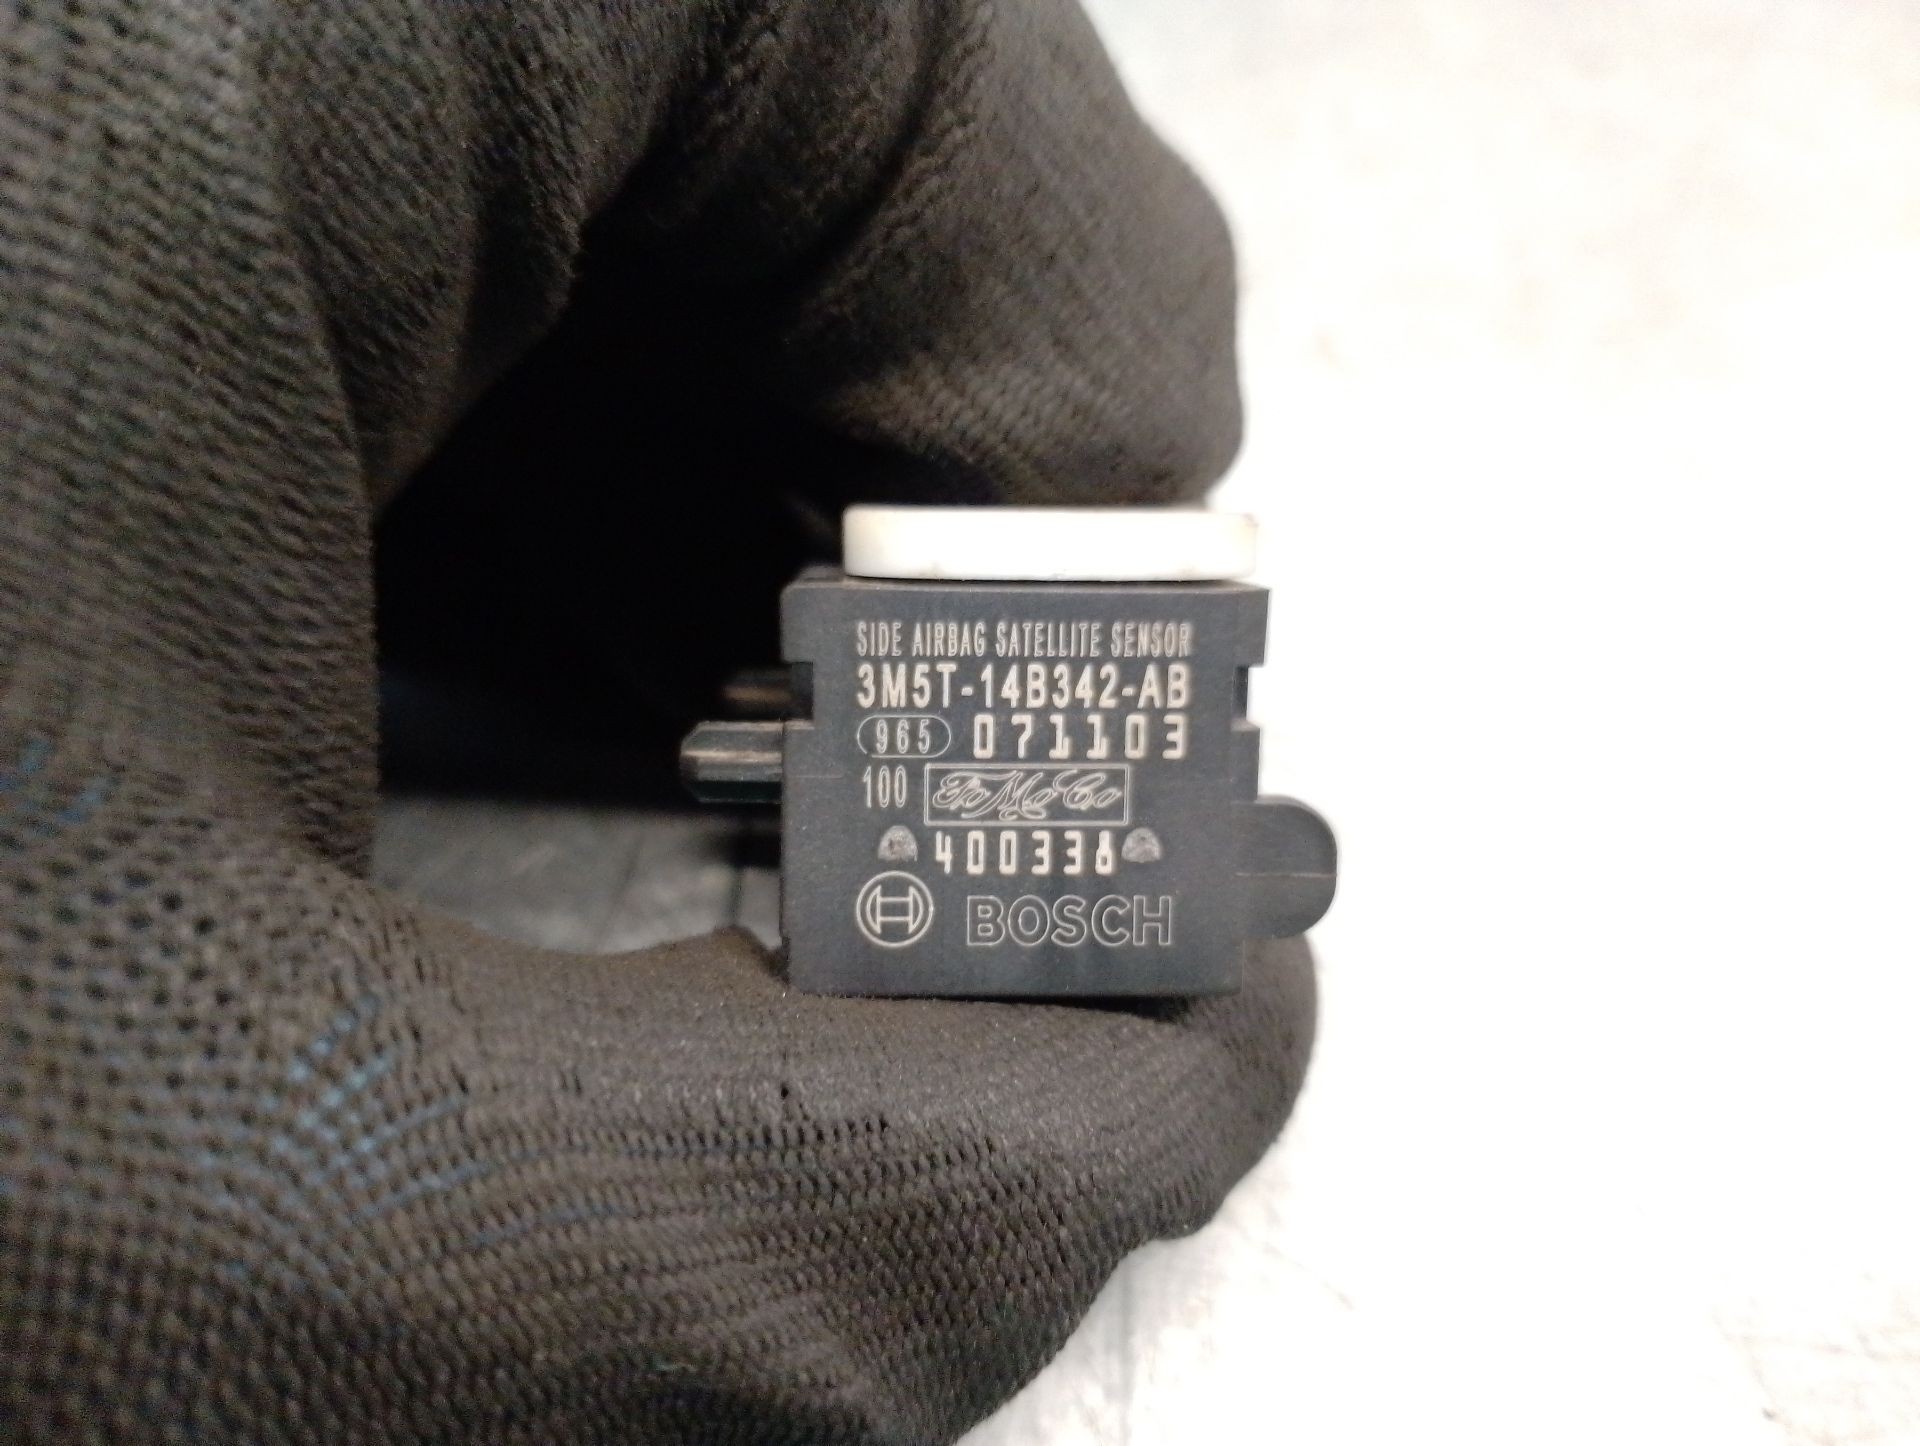 SIDE AIRBAG SATELLITE SENSOR
3M5T-14B342-AB
965 071103
100 FoMoCo
400338
BOSCH